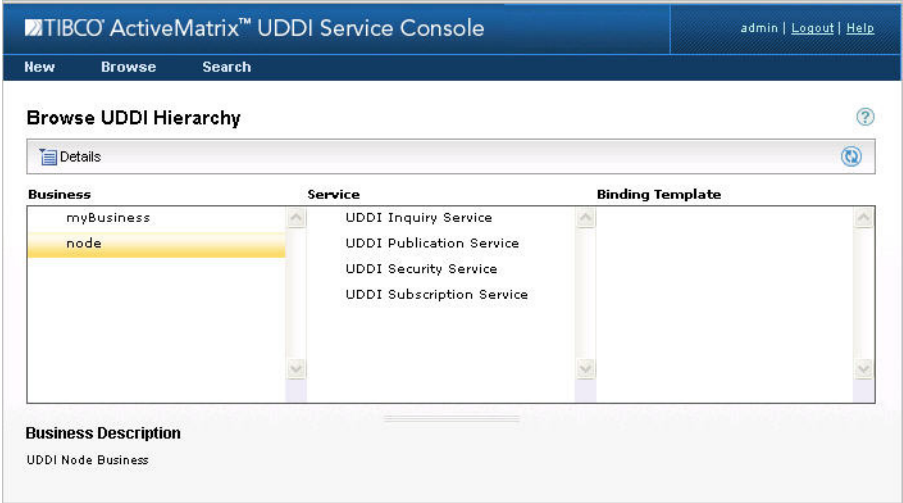 TIBCO® ActiveMatrix™ UDDI Service Console
admin | Logout | Help
New Browse Search
Browse UDDI Hierarchy
?
Details
Business Service Binding Template
myBusiness UDDI Inquiry Service
node UDDI Publication Service
UDDI Security Service
UDDI Subscription Service
Business Description
UDDI Node Business